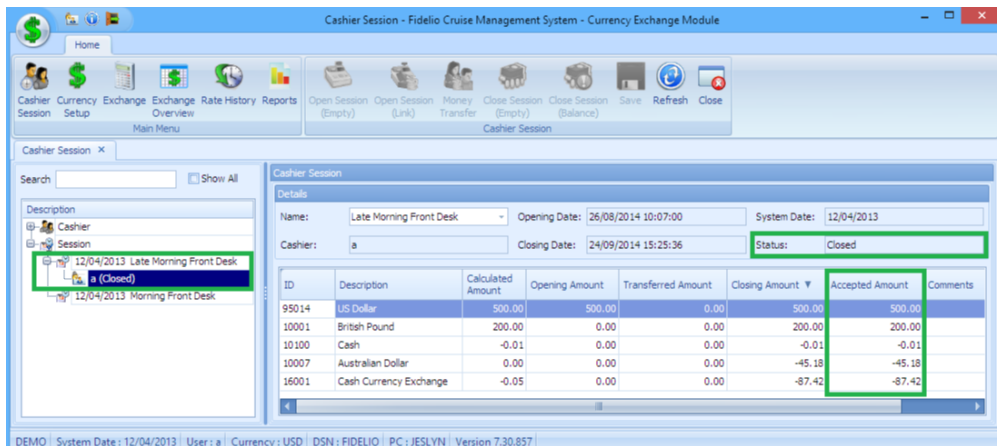 Cashier Session - Fidelio Cruise Management System - Currency Exchange Module
Home
Cashier Session
Currency Setup
Exchange
Exchange Overview
Rate History
Reports
Open Session (Empty)
Open Session (Link)
Money Transfer
Close Session (Empty)
Close Session (Balance)
Save
Refresh
Close
Main Menu
Cashier Session
Cashier Session ×
Search
Show All
Description
Cashier
Session
12/04/2013 Late Morning Front Desk
a (Closed)
12/04/2013 Morning Front Desk
Cashier Session
Details
Name: Late Morning Front Desk Opening Date: 26/08/2014 10:07:00 System Date: 12/04/2013
Cashier: a Closing Date: 24/09/2014 15:25:36 Status: Closed
ID Description Calculated Amount Opening Amount Transferred Amount Closing Amount ▼ Accepted Amount Comments
95014 US Dollar 500.00 500.00 0.00 500.00 500.00
10001 British Pound 200.00 0.00 0.00 200.00 200.00
10100 Cash -0.01 0.00 0.00 -0.01 -0.01
10007 Australian Dollar 0.00 0.00 0.00 -45.18 -45.18
16001 Cash Currency Exchange -0.05 0.00 0.00 -87.42 -87.42
DEMO System Date : 12/04/2013 User : a Currency : USD DSN : FIDELIO PC : JESLYN Version 7.30.857